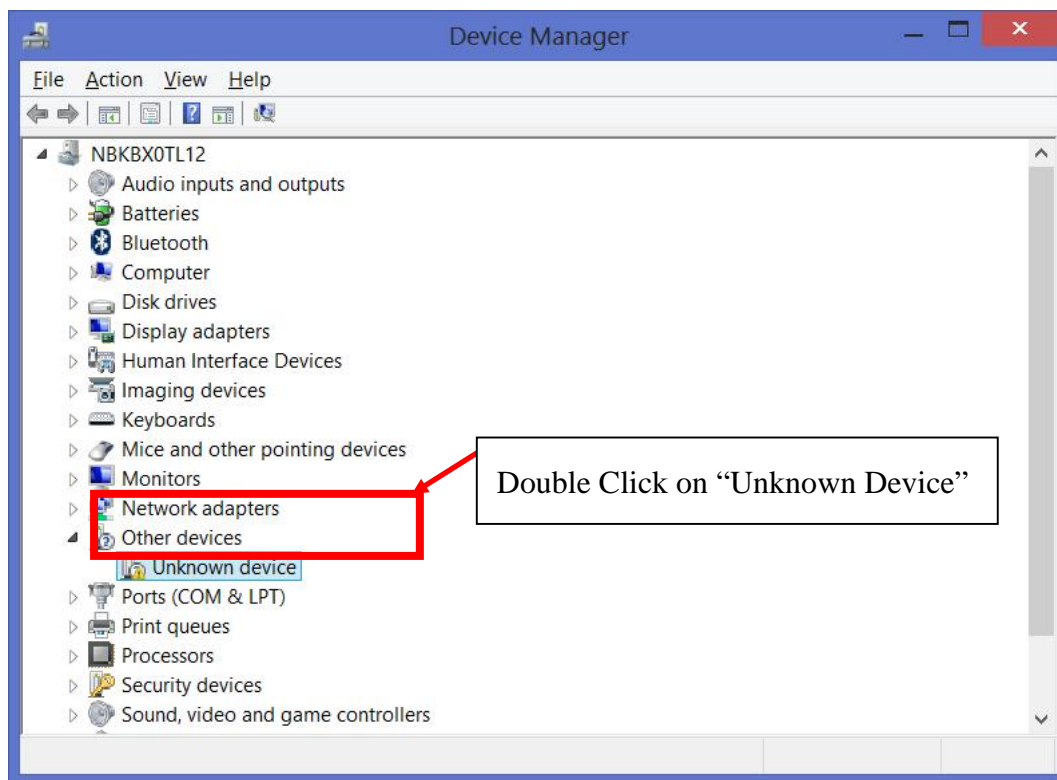 Device Manager
File Action View Help
NBKBX0TL12
Audio inputs and outputs
Batteries
Bluetooth
Computer
Disk drives
Display adapters
Human Interface Devices
Imaging devices
Keyboards
Mice and other pointing devices
Monitors
Double Click on “Unknown Device”
Network adapters
Other devices
Unknown device
Ports (COM & LPT)
Print queues
Processors
Security devices
Sound, video and game controllers